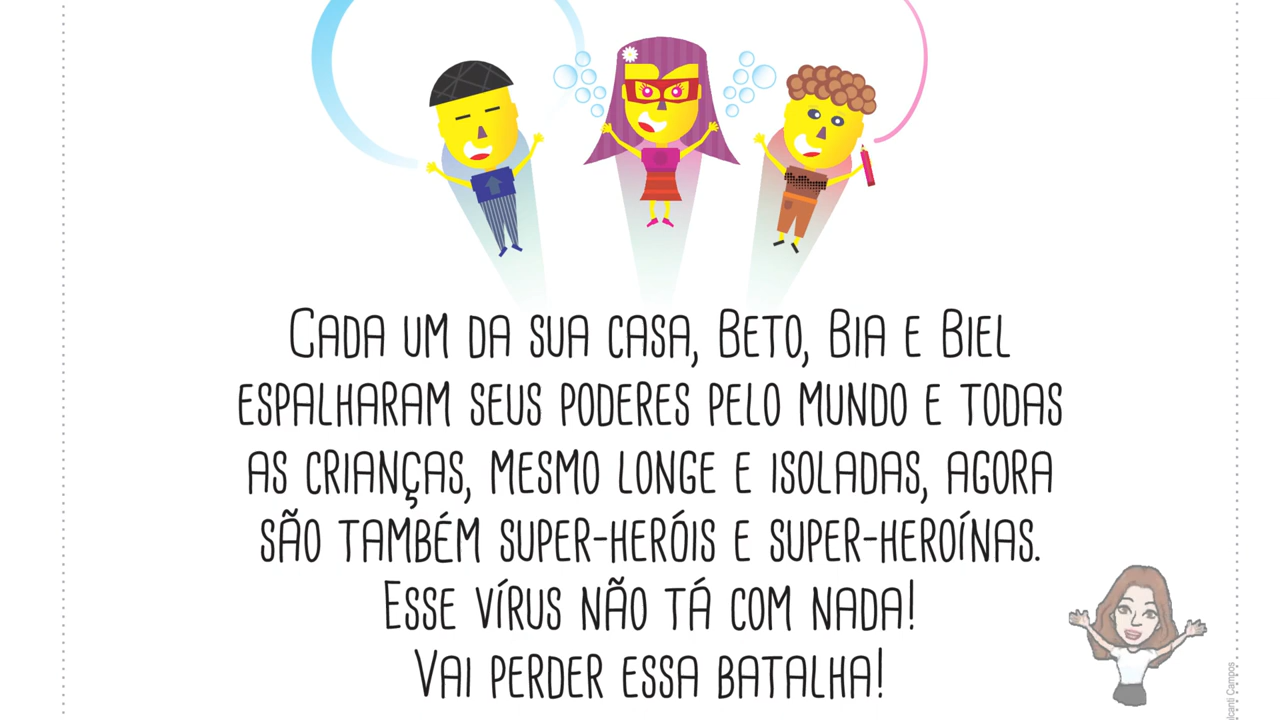 Cada um da sua casa, Beto, Bia e Biel
espalharam seus poderes pelo mundo e todas
as crianças, mesmo longe e isoladas, agora
são também super-heróis e super-heroínas.
Esse vírus não tá com nada!
Vai perder essa batalha!
Campos